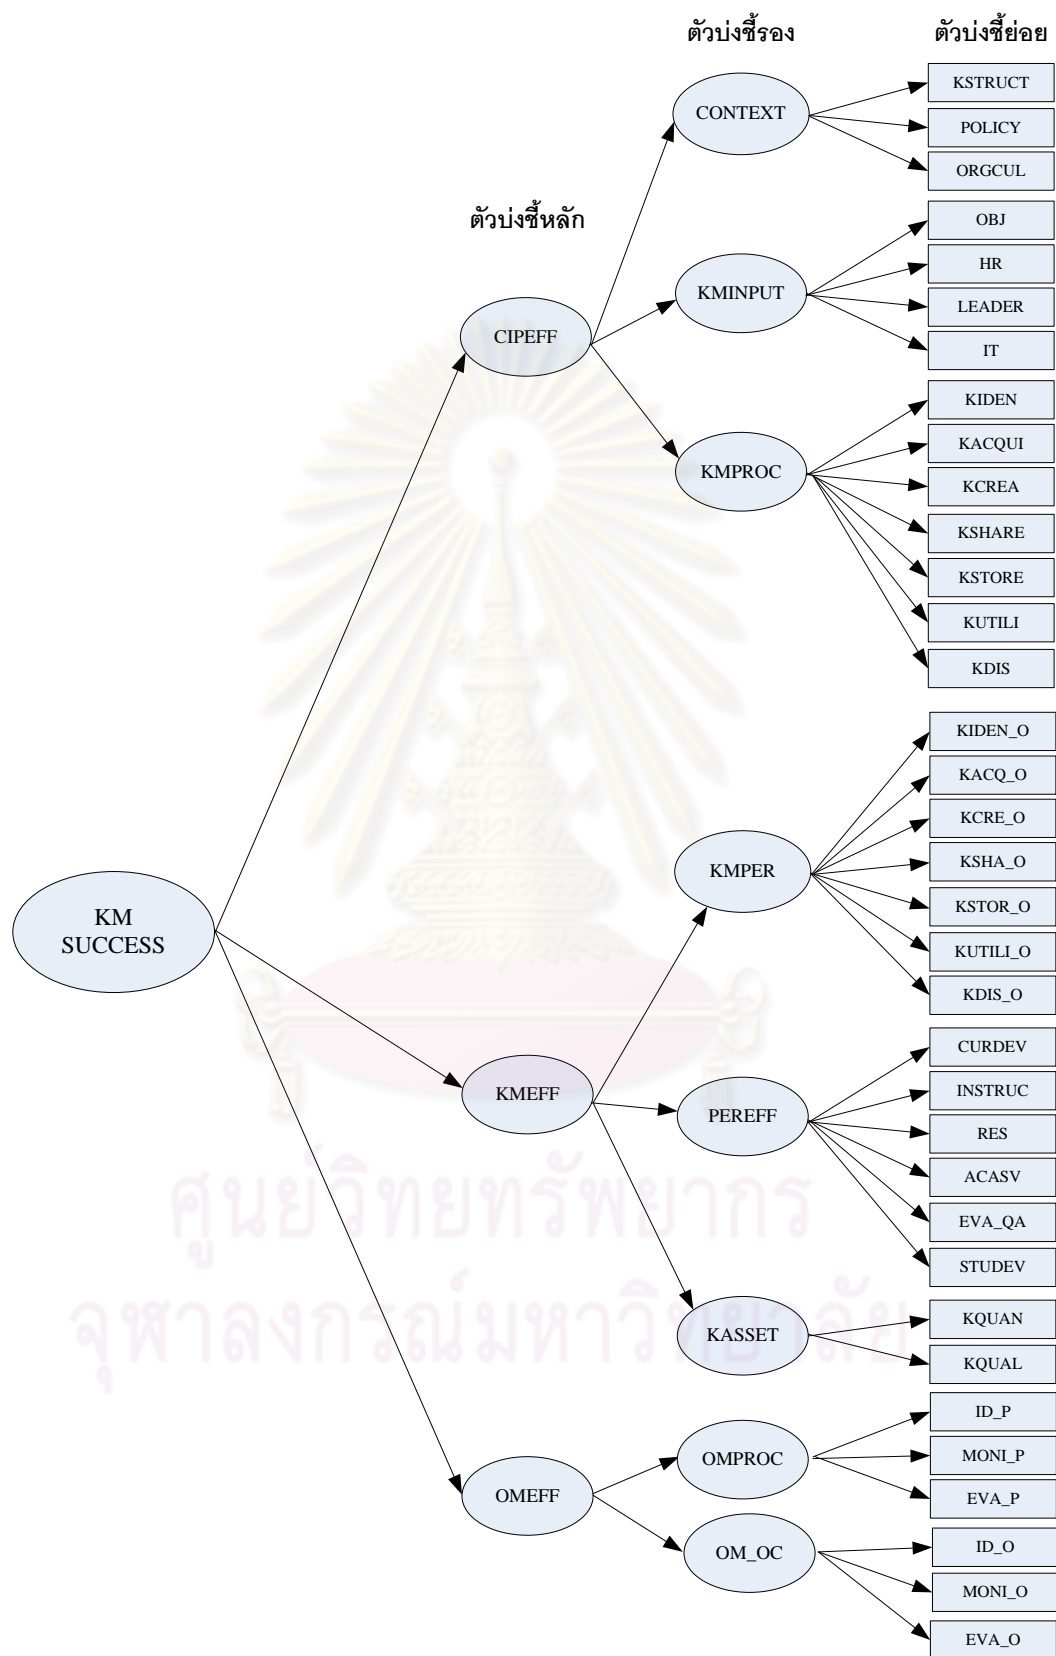 ตัวบ่งชี้รอง
ตัวบ่งชี้ย่อย
ตัวบ่งชี้หลัก
KM
SUCCESS
CIPEFF
CONTEXT
KSTRUCT
POLICY
ORGCUL
KMINPUT
OBJ
HR
LEADER
IT
KMPROC
KIDEN
KACQUI
KCREA
KSHARE
KSTORE
KUTILI
KDIS
KMEFF
KMPER
KIDEN_O
KACQ_O
KCRE_O
KSHA_O
KSTOR_O
KUTILI_O
KDIS_O
PEREFF
CURDEV
INSTRUC
RES
ACASV
EVA_QA
STUDEV
KASSET
KQUAN
KQUAL
OMEFF
OMPROC
ID_P
MONI_P
EVA_P
OM_OC
ID_O
MONI_O
EVA_O
ศูนย์วิทยทรัพยากร
จุฬาลงกรณ์มหาวิทยาลัย